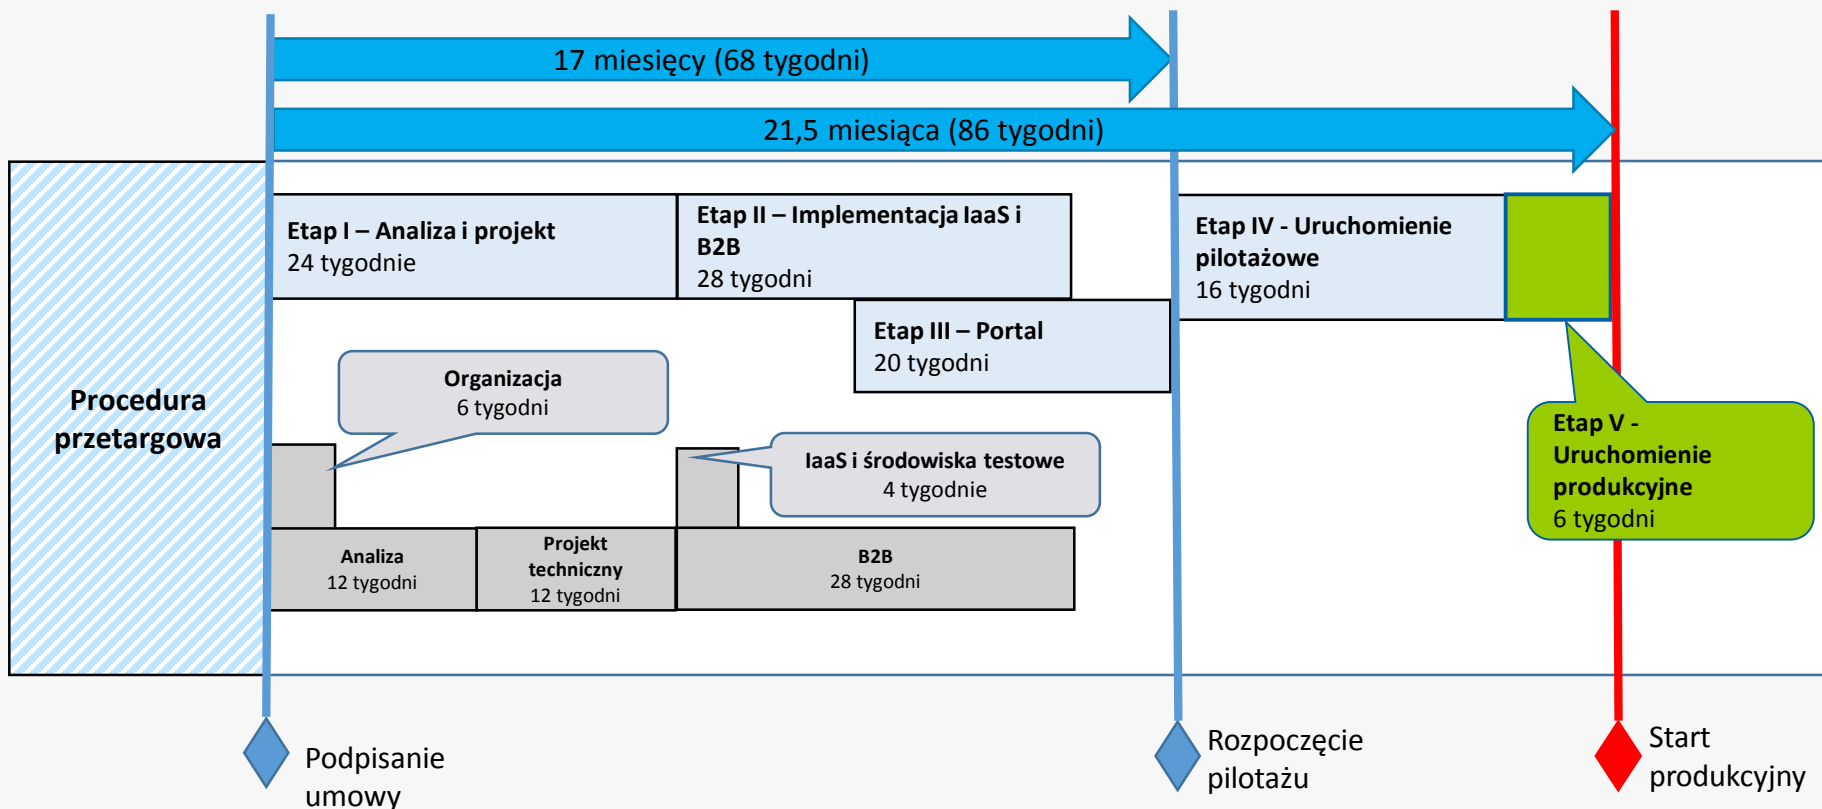 17 miesięcy (68 tygodni)
21,5 miesiąca (86 tygodni)
Procedura
przetargowa
Etap I – Analiza i projekt
24 tygodnie
Etap II – Implementacja IaaS i
B2B
28 tygodni
Etap III – Portal
20 tygodni
Etap IV - Uruchomienie
pilotażowe
16 tygodni
Etap V -
Uruchomienie
produkcyjne
6 tygodni
Organizacja
6 tygodni
IaaS i środowiska testowe
4 tygodnie
Analiza
12 tygodni
Projekt
techniczny
12 tygodni
B2B
28 tygodni
Podpisanie
umowy
Rozpoczęcie
pilotażu
Start
produkcyjny